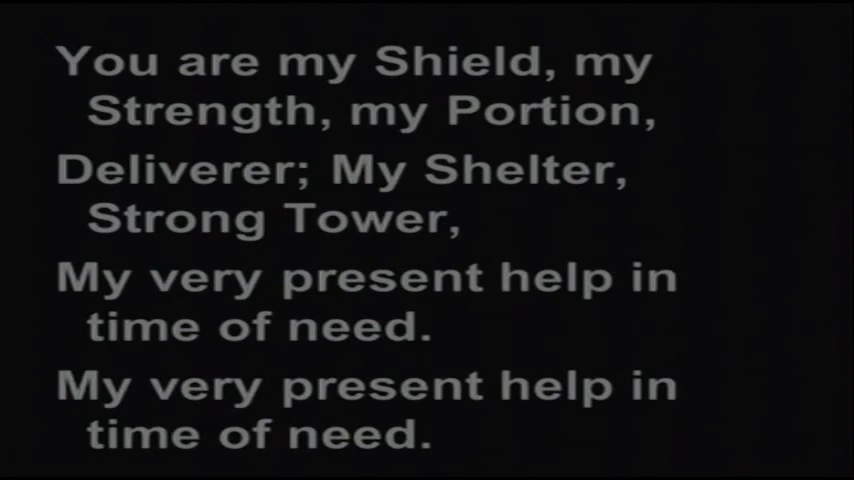 You are my Shield, my
Strength, my Portion,
Deliverer; My Shelter,
Strong Tower,
My very present help in
time of need.
My very present help in
time of need.